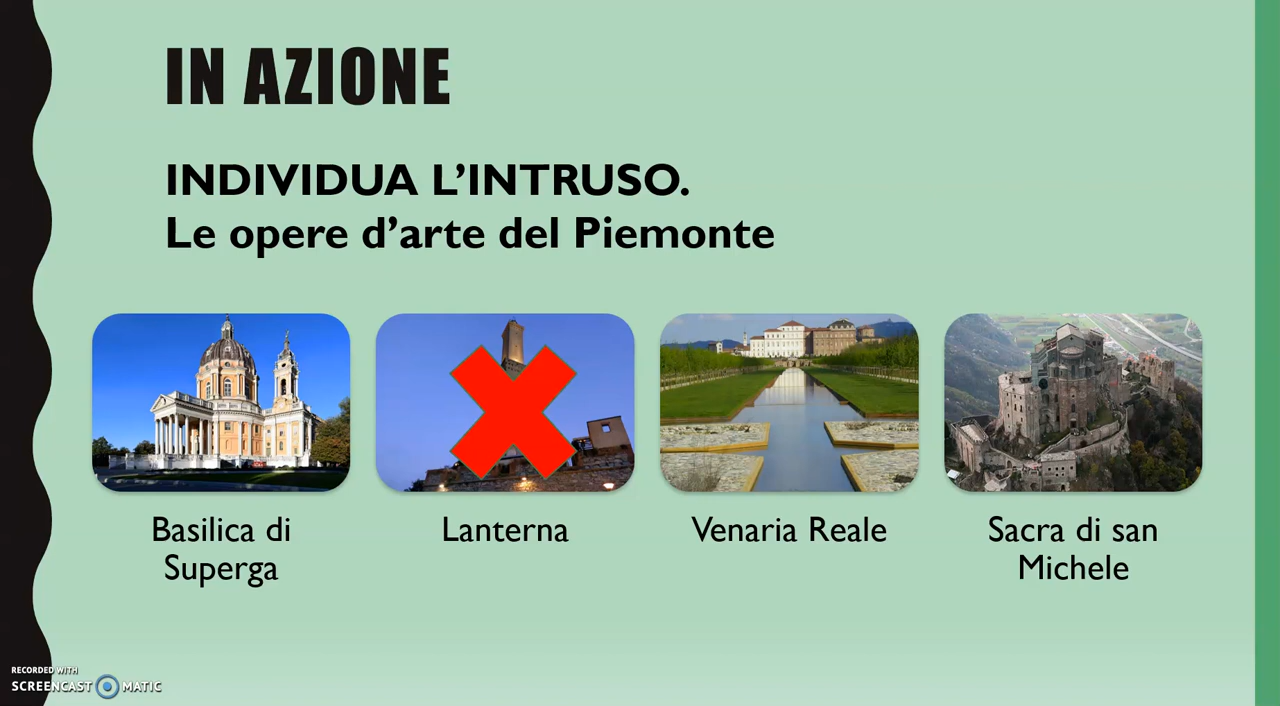 IN AZIONE
INDIVIDUA L’INTRUSO.
Le opere d’arte del Piemonte
Basilica di
Superga
Lanterna
Venaria Reale
Sacra di san
Michele
RECORDED WITH
SCREENCAST MATIC